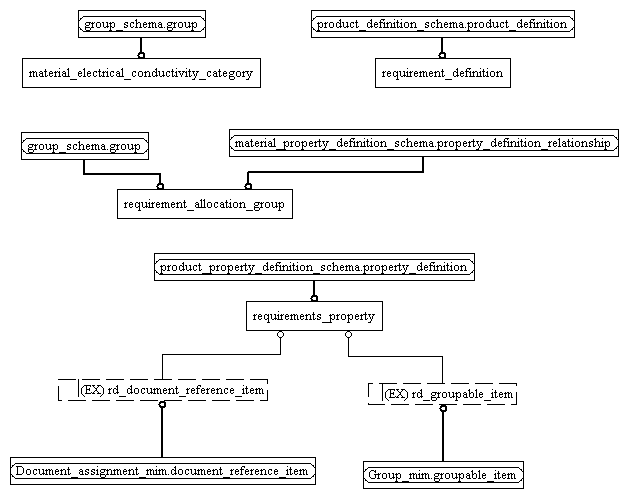 group_schema.group
product_definition_schema.product_definition
material_electrical_conductivity_category
requirement_definition
group_schema.group
material_property_definition_schema.property_definition_relationship
requirement_allocation_group
product_property_definition_schema.property_definition
requirements_property
(EX) rd_document_reference_item
(EX) rd_groupable_item
Document_assignment_mim.document_reference_item
Group_mim.groupable_item